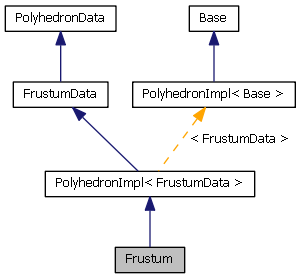 PolyhedronData
Base
FrustumData
PolyhedronImpl< Base >
< FrustumData >
PolyhedronImpl< FrustumData >
Frustum